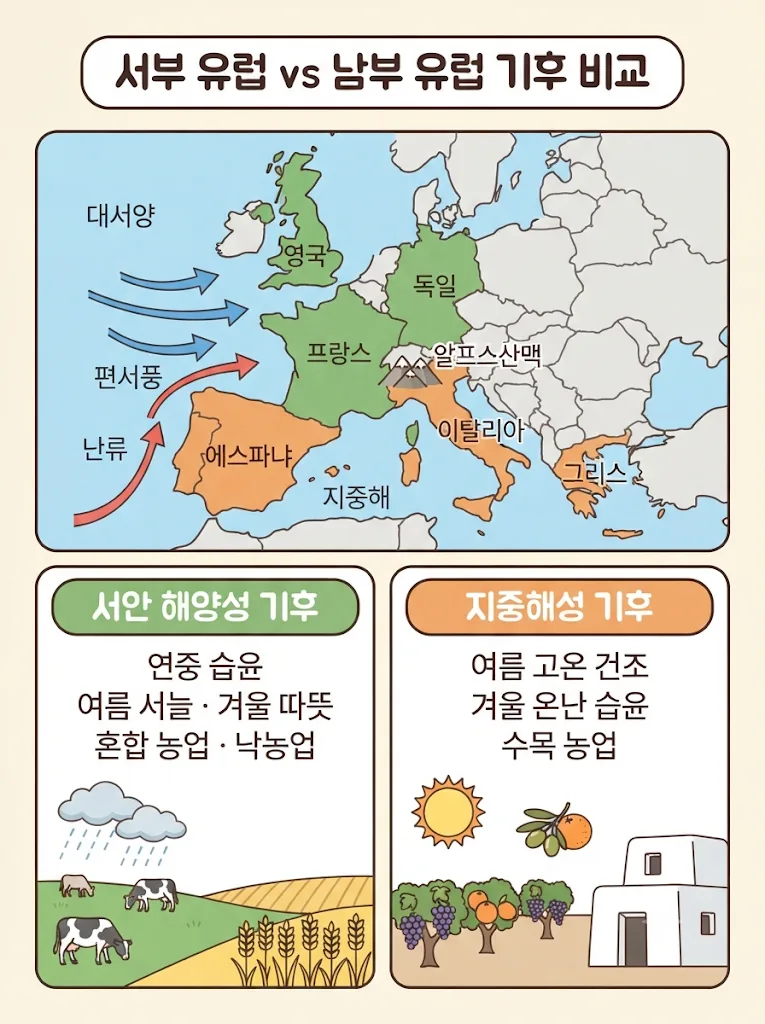 서부 유럽 vs 남부 유럽 기후 비교
대서양
영국
독일
프랑스
알프스산맥
편서풍
이탈리아
난류
에스파냐
그리스
지중해
서안 해양성 기후
연중 습윤
여름 서늘 · 겨울 따뜻
혼합 농업 · 낙농업
지중해성 기후
여름 고온 건조
겨울 온난 습윤
수목 농업